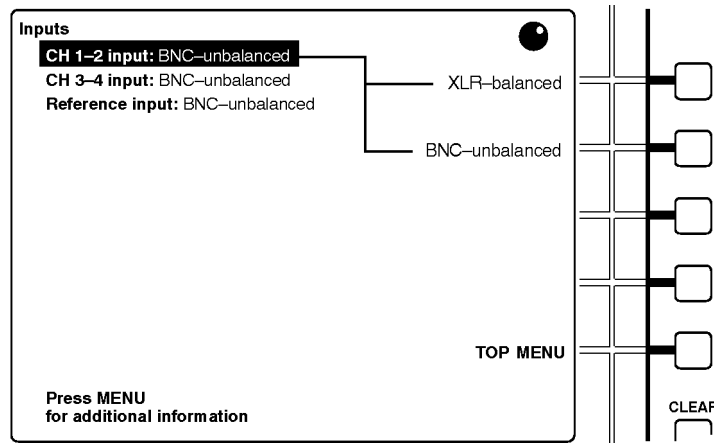 Inputs
CH 1–2 input: BNC–unbalanced
CH 3–4 input: BNC–unbalanced
Reference input: BNC–unbalanced
XLR–balanced
BNC–unbalanced
TOP MENU
Press MENU
for additional information